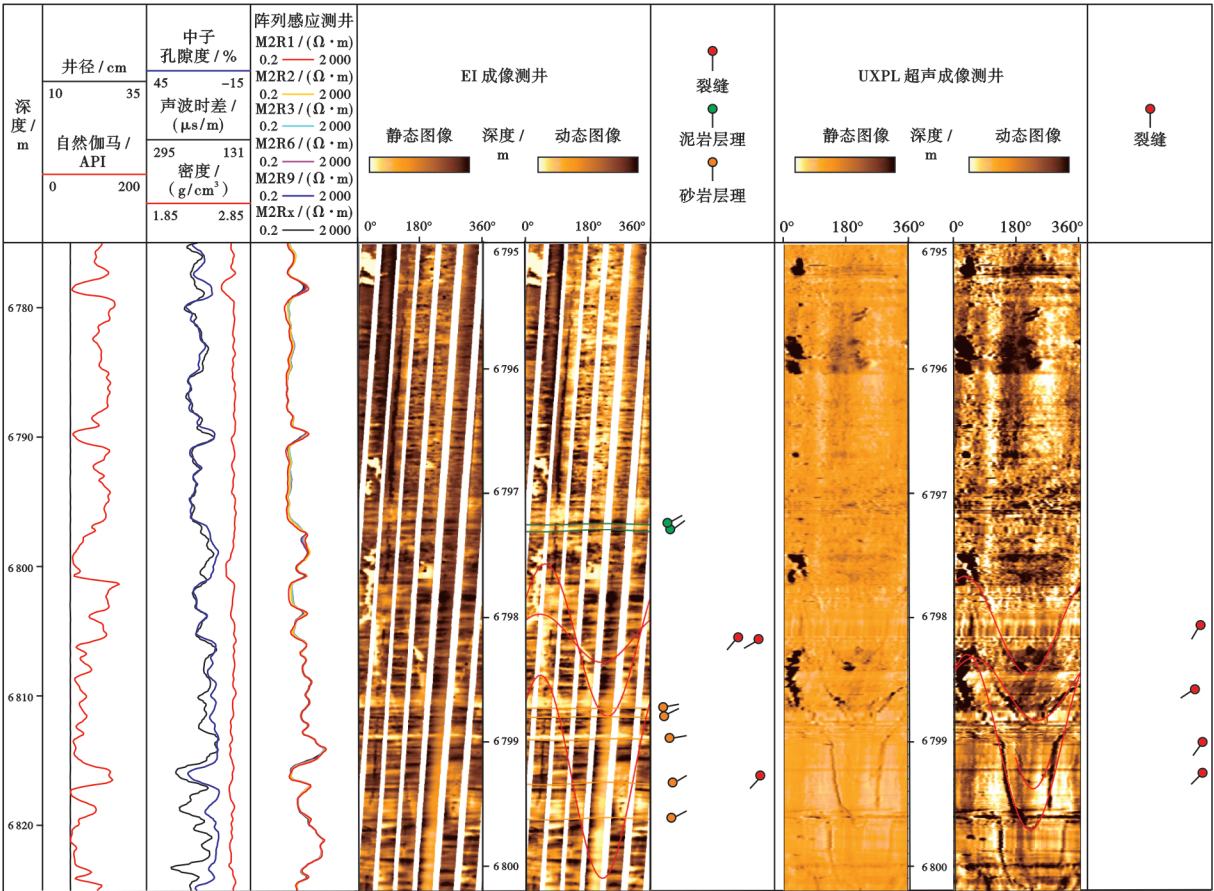 深
度 /
m
井径 / cm
10 35
自然伽马 /
API
0 200
中子
孔隙度 / %
45 -15
声波时差 /
(μs/m)
295 131
密度 /
(g/cm³)
1.85 2.85
阵列感应测井
M2R1 / (Ω·m)
0.2 2 000
M2R2 / (Ω·m)
0.2 2 000
M2R3 / (Ω·m)
0.2 2 000
M2R6 / (Ω·m)
0.2 2 000
M2R9 / (Ω·m)
0.2 2 000
M2Rx / (Ω·m)
0.2 2 000
EI 成像测井
静态图像
深度 /
m
动态图像
0° 180° 360°
0° 180° 360°
裂缝
泥岩层理
砂岩层理
UXPL 超声成像测井
静态图像
深度 /
m
动态图像
0° 180° 360°
0° 180° 360°
裂缝
6 780
6 790
6 800
6 810
6 820
6 795
6 796
6 797
6 798
6 799
6 800
6 795
6 796
6 797
6 798
6 799
6 800